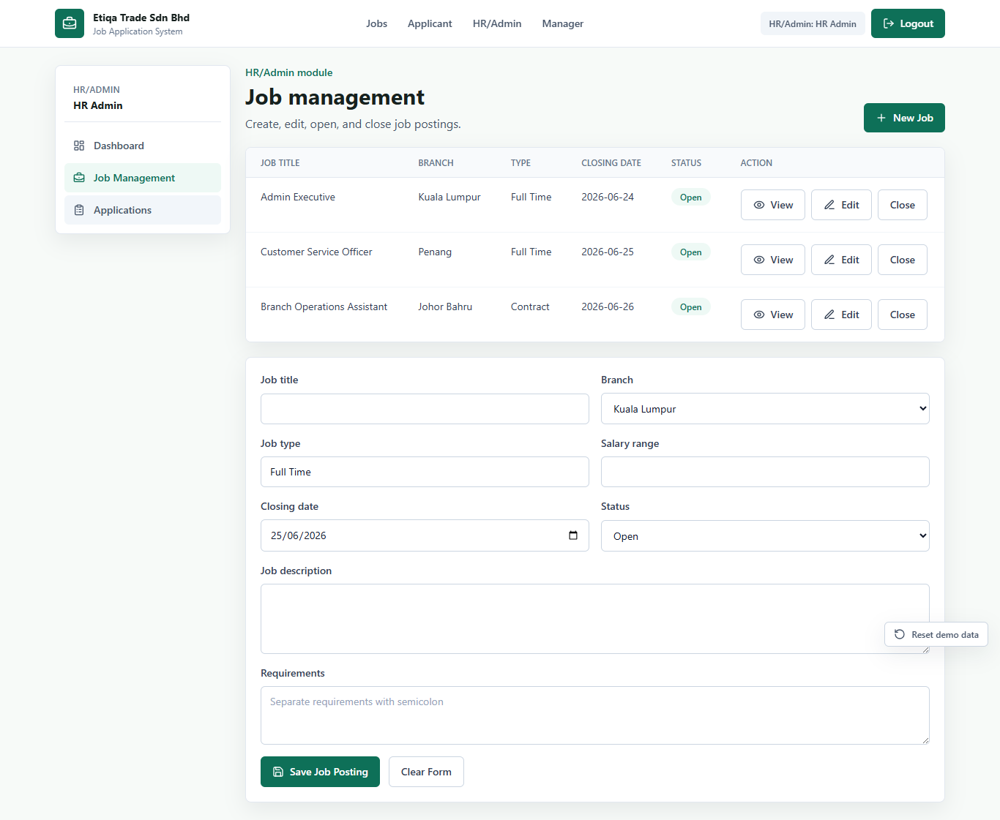 Etiqa Trade Sdn Bhd
Job Application System
Jobs Applicant HR/Admin Manager
HR/Admin: HR Admin
Logout
HR/ADMIN
HR Admin
Dashboard
Job Management
Applications
HR/Admin module
Job management
Create, edit, open, and close job postings.
New Job
JOB TITLE BRANCH TYPE CLOSING DATE STATUS ACTION
Admin Executive Kuala Lumpur Full Time 2026-06-24 Open View Edit Close
Customer Service Officer Penang Full Time 2026-06-25 Open View Edit Close
Branch Operations Assistant Johor Bahru Contract 2026-06-26 Open View Edit Close
Job title Branch
Kuala Lumpur
Job type Salary range
Full Time
Closing date Status
25/06/2026 Open
Job description
Reset demo data
Requirements
Separate requirements with semicolon
Save Job Posting Clear Form